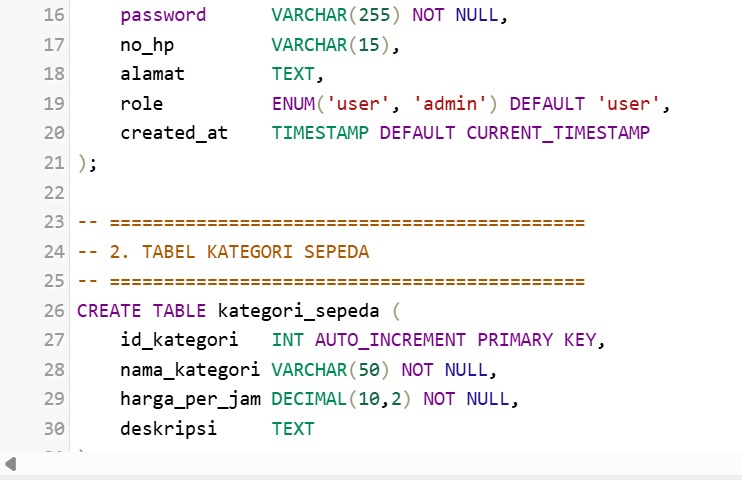 16 password VARCHAR(255) NOT NULL,
17 no_hp VARCHAR(15),
18 alamat TEXT,
19 role ENUM('user', 'admin') DEFAULT 'user',
20 created_at TIMESTAMP DEFAULT CURRENT_TIMESTAMP
21 );
22
23 -- ============================================
24 -- 2. TABEL KATEGORI SEPEDA
25 -- ============================================
26 CREATE TABLE kategori_sepeda (
27 id_kategori INT AUTO_INCREMENT PRIMARY KEY,
28 nama_kategori VARCHAR(50) NOT NULL,
29 harga_per_jam DECIMAL(10,2) NOT NULL,
30 deskripsi TEXT